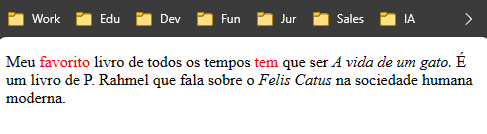 Work Edu Dev Fun Jur Sales IA
Meu favorito livro de todos os tempos tem que ser A vida de um gato. É
um livro de P. Rahmel que fala sobre o Felis Catus na sociedade humana
moderna.